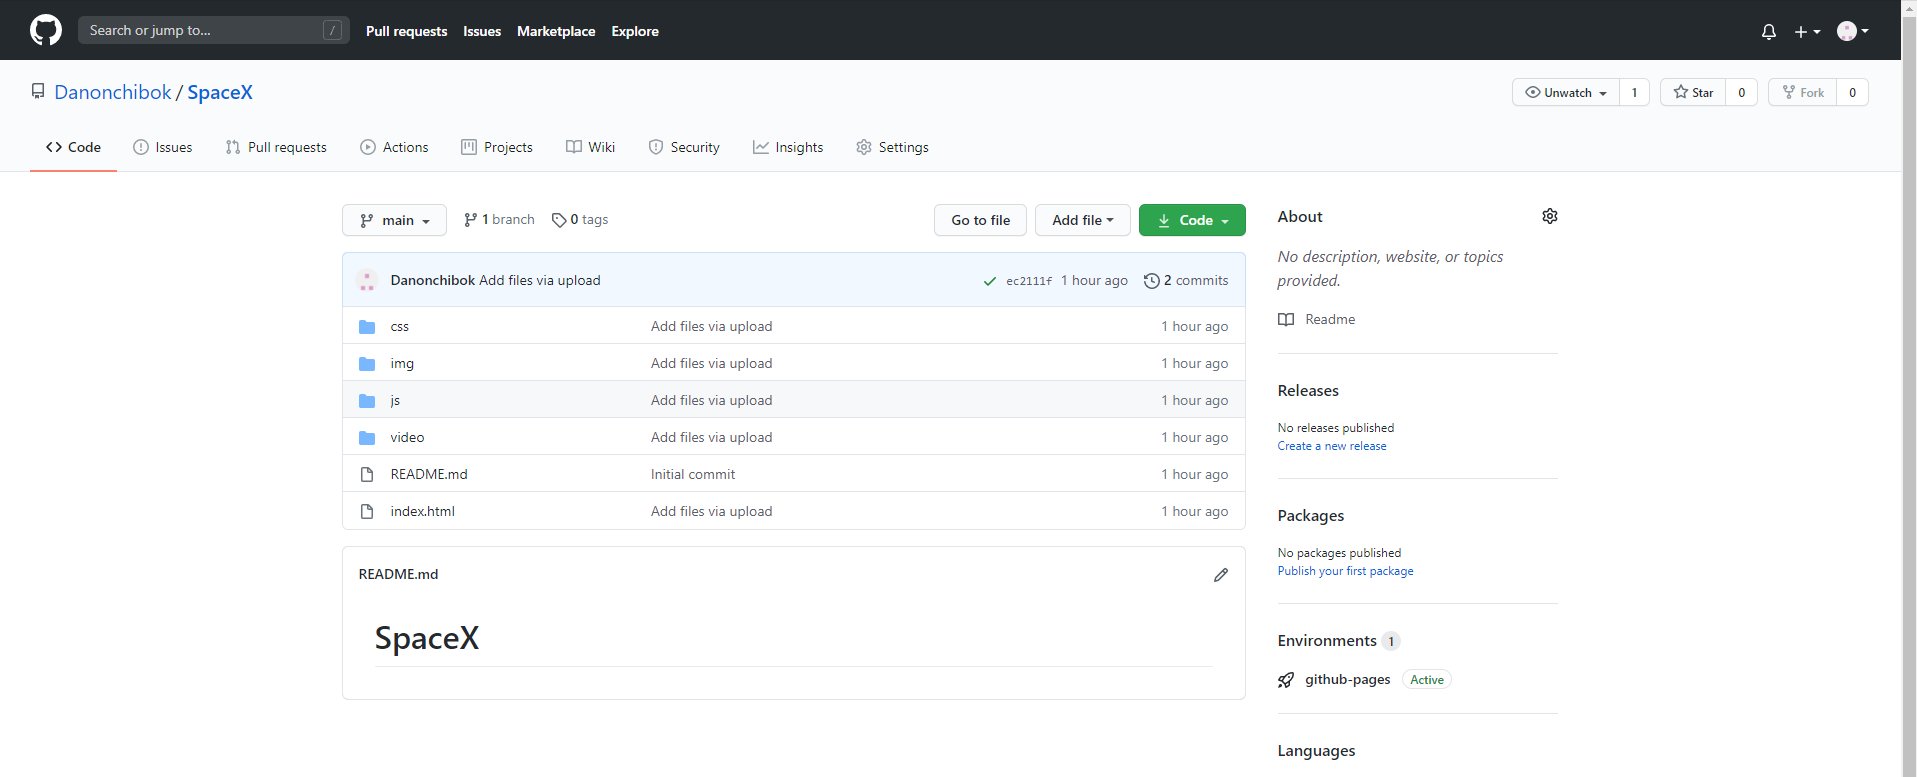 Search or jump to... /
Pull requests Issues Marketplace Explore
Danonchibok / SpaceX
Unwatch 1 Star 0 Fork 0
Code Issues Pull requests Actions Projects Wiki Security Insights Settings
main 1 branch 0 tags Go to file Add file Code
Danonchibok Add files via upload ec2111f 1 hour ago 2 commits
css Add files via upload 1 hour ago
img Add files via upload 1 hour ago
js Add files via upload 1 hour ago
video Add files via upload 1 hour ago
README.md Initial commit 1 hour ago
index.html Add files via upload 1 hour ago
README.md
SpaceX
About
No description, website, or topics
provided.
Readme
Releases
No releases published
Create a new release
Packages
No packages published
Publish your first package
Environments 1
github-pages Active
Languages